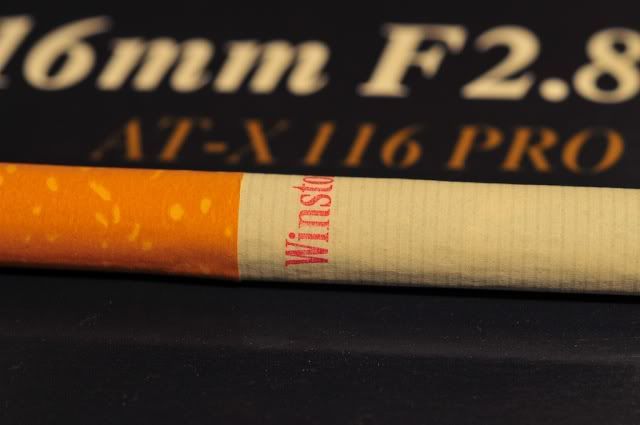 16mm F2.8
AT-X 116 PRO
Winsto